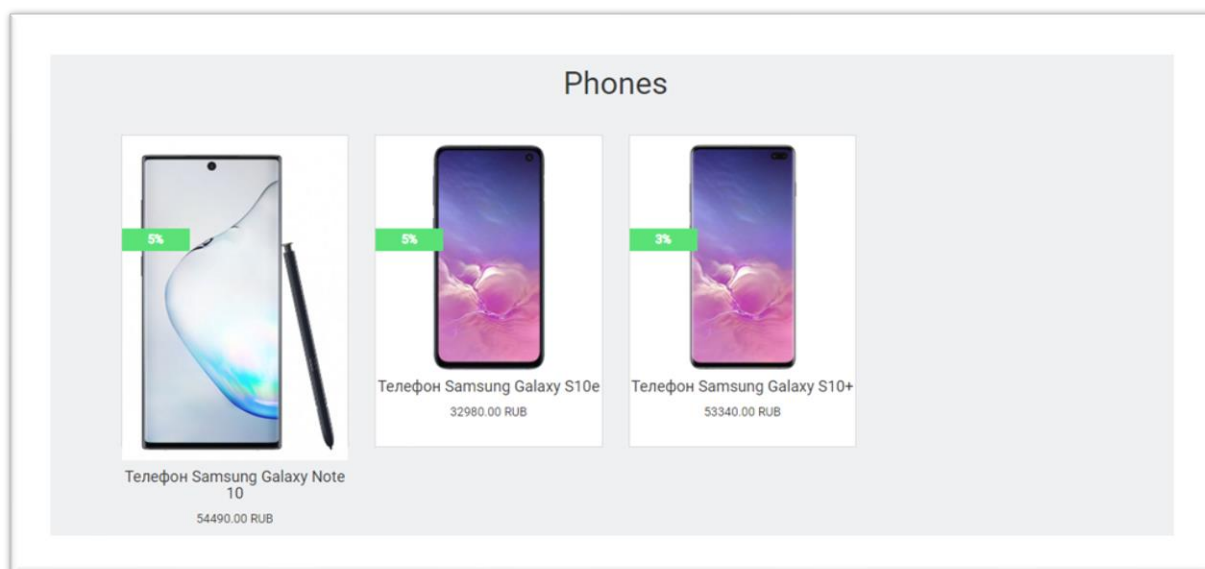 Phones
5%
5%
3%
Телефон Samsung Galaxy S10e
Телефон Samsung Galaxy S10+
32980.00 RUB
53340.00 RUB
Телефон Samsung Galaxy Note
10
54490.00 RUB